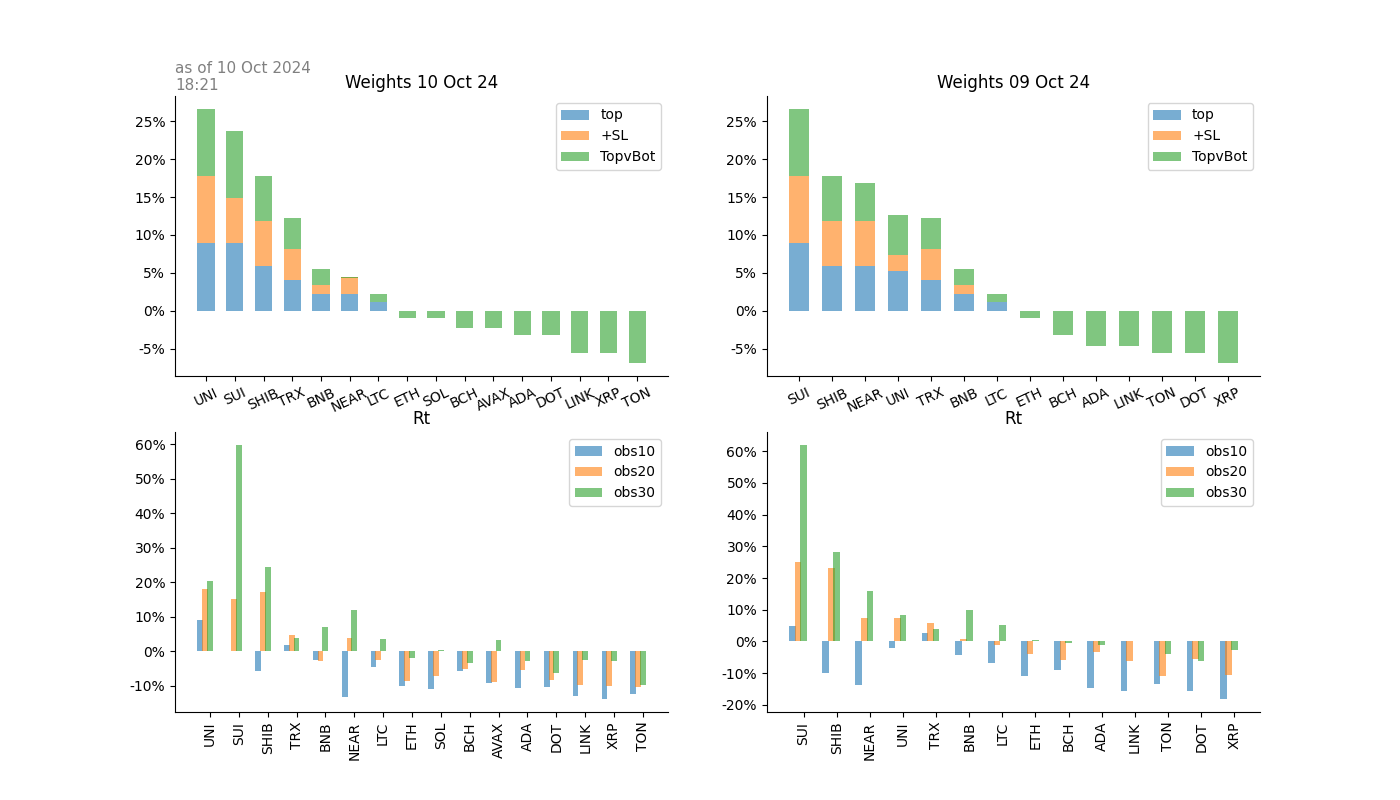 as of 10 Oct 2024
18:21
Weights 10 Oct 24
25%
20%
15%
10%
5%
0%
-5%
top
+SL
TopvBot
UNI SUI SHIB TRX BNB NEAR LTC ETH SOL BCH AVAX ADA DOT LINK XRP TON
Weights 09 Oct 24
25%
20%
15%
10%
5%
0%
-5%
top
+SL
TopvBot
SUI SHIB NEAR UNI TRX BNB LTC ETH BCH ADA LINK TON DOT XRP
Rt
60%
50%
40%
30%
20%
10%
0%
-10%
obs10
obs20
obs30
UNI SUI SHIB TRX BNB NEAR LTC ETH SOL BCH AVAX ADA DOT LINK XRP TON
Rt
60%
50%
40%
30%
20%
10%
0%
-10%
-20%
obs10
obs20
obs30
SUI SHIB NEAR UNI TRX BNB LTC ETH BCH ADA LINK TON DOT XRP